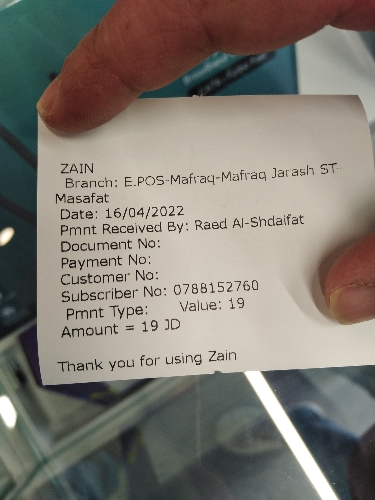 ZAIN
Branch: E.POS-Mafraq-Mafraq Jarash ST-
Masafat
Date: 16/04/2022
Pmnt Received By: Raed Al-Shdaifat
Document No:
Payment No:
Customer No:
Subscriber No: 0788152760
Pmnt Type: Value: 19
Amount = 19 JD
Thank you for using Zain